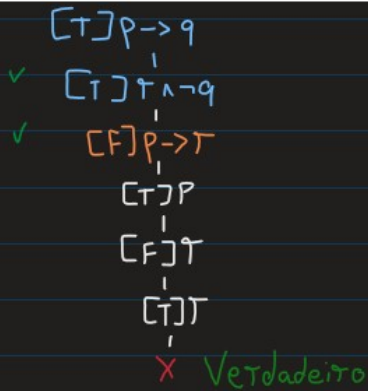 [T] p -> q
✓ [T] r ∧ ¬q
✓ [F] p -> r
[T] p
[F] r
[T] r
X Verdadeiro